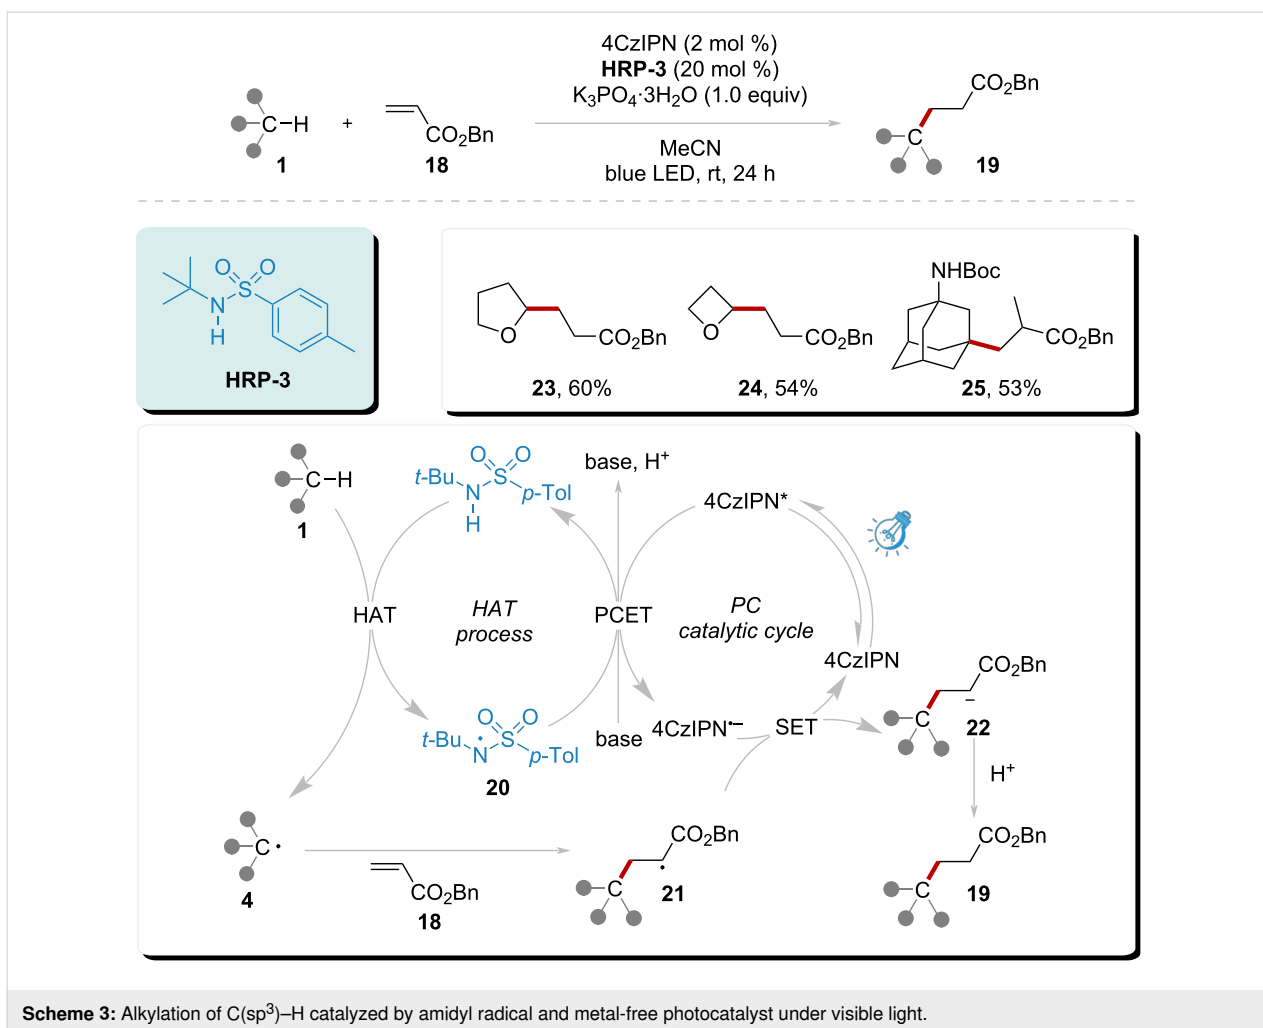 4CzIPN (2 mol %)
HRP-3 (20 mol %)
K3PO4·3H2O (1.0 equiv)
C–H
+
CO2Bn
CO2Bn
C
1
18
MeCN
blue LED, rt, 24 h
19
O O
S
N
H
HRP-3
O
CO2Bn
23, 60%
O
CO2Bn
24, 54%
NHBoc
CO2Bn
25, 53%
C–H
1
O O
t-Bu
S
N
H
p-Tol
base, H+
4CzIPN*
HAT
HAT
process
PCET
PC
catalytic cycle
4CzIPN
O O
t-Bu
S
N
p-Tol
20
base
4CzIPN•–
SET
CO2Bn
C
–
22
H+
C·
4
CO2Bn
18
CO2Bn
C
·
21
CO2Bn
C
19
Scheme 3: Alkylation of C(sp3)–H catalyzed by amidyl radical and metal-free photocatalyst under visible light.